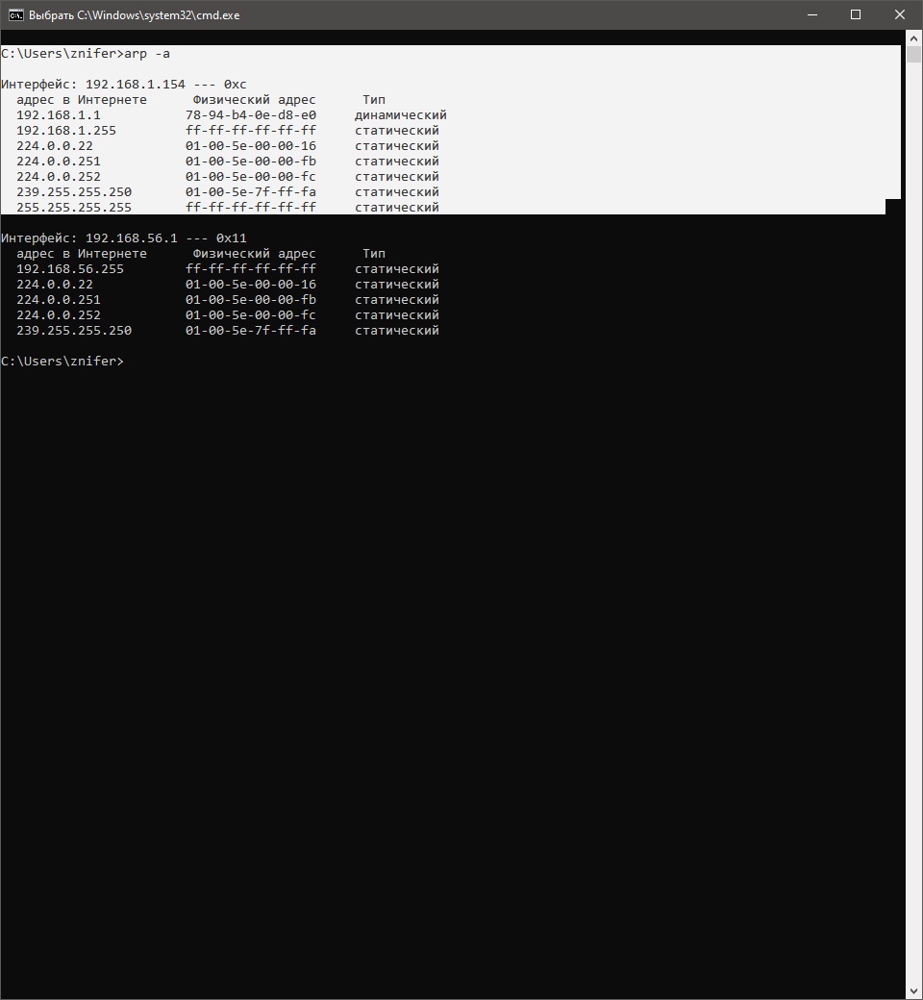 Выбрать C:\Windows\system32\cmd.exe
C:\Users\znifer>arp -a
Интерфейс: 192.168.1.154 --- 0xc
адрес в Интернете Физический адрес Тип
192.168.1.1 78-94-b4-0e-d8-e0 динамический
192.168.1.255 ff-ff-ff-ff-ff-ff статический
224.0.0.22 01-00-5e-00-00-16 статический
224.0.0.251 01-00-5e-00-00-fb статический
224.0.0.252 01-00-5e-00-00-fc статический
239.255.255.250 01-00-5e-7f-ff-fa статический
255.255.255.255 ff-ff-ff-ff-ff-ff статический
Интерфейс: 192.168.56.1 --- 0x11
адрес в Интернете Физический адрес Тип
192.168.56.255 ff-ff-ff-ff-ff-ff статический
224.0.0.22 01-00-5e-00-00-16 статический
224.0.0.251 01-00-5e-00-00-fb статический
224.0.0.252 01-00-5e-00-00-fc статический
239.255.255.250 01-00-5e-7f-ff-fa статический
C:\Users\znifer>